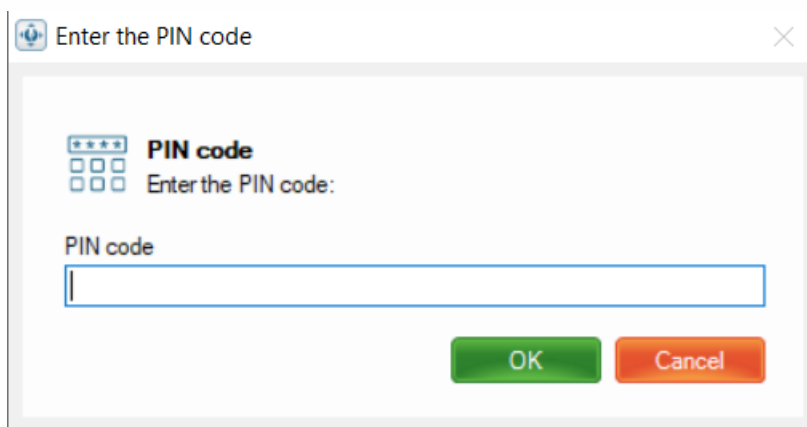 Enter the PIN code
****
PIN code
Enter the PIN code:
PIN code
OK
Cancel